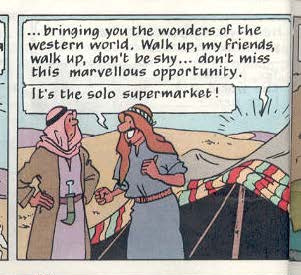 ... bringing you the wonders of the
western world. Walk up, my friends,
walk up, don't be shy... don't miss
this marvellous opportunity.
It's the solo supermarket!